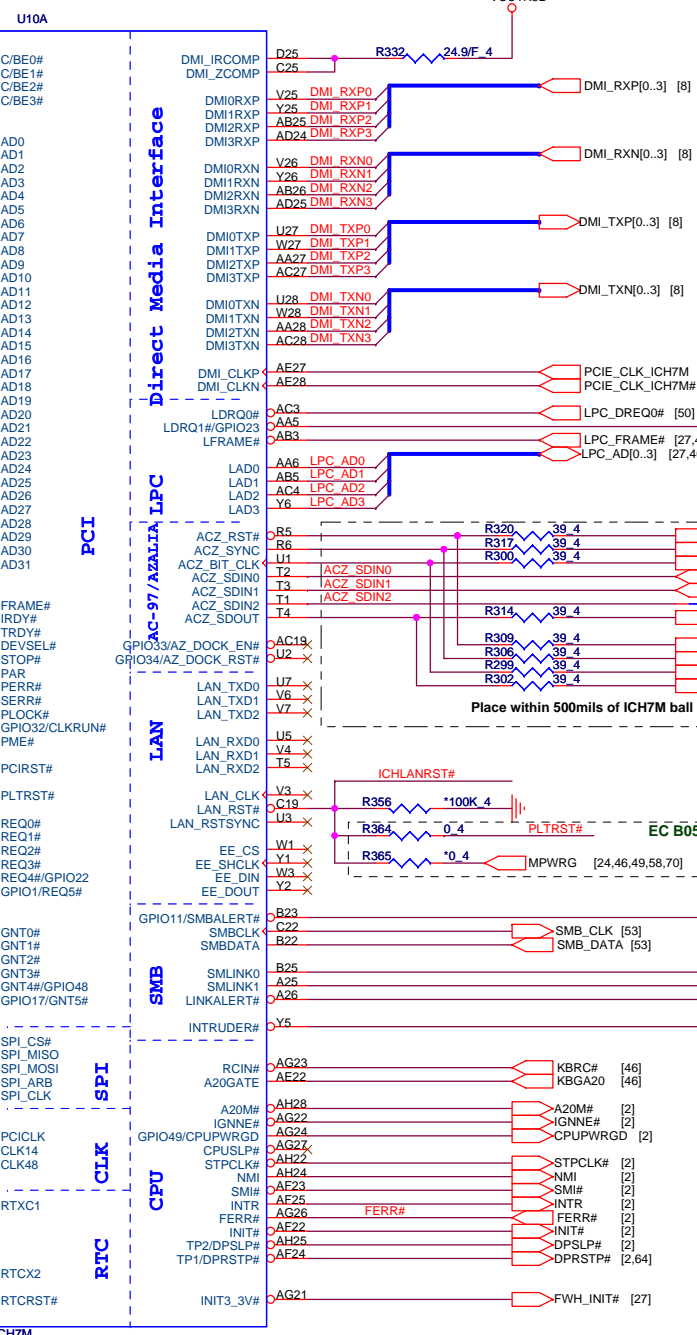 U10A
C/BE0#
C/BE1#
C/BE2#
C/BE3#
AD0
AD1
AD2
AD3
AD4
AD5
AD6
AD7
AD8
AD9
AD10
AD11
AD12
AD13
AD14
AD15
AD16
AD17
AD18
AD19
AD20
AD21
AD22
AD23
AD24
AD25
AD26
AD27
AD28
AD29
AD30
AD31
FRAME#
IRDY#
TRDY#
DEVSEL#
STOP#
PAR
PERR#
SERR#
PLOCK#
GPIO32/CLKRUN#
PME#
PCIRST#
PLTRST#
REQ0#
REQ1#
REQ2#
REQ3#
REQ4#/GPIO22
GPIO1/REQ5#
GNT0#
GNT1#
GNT2#
GNT3#
GNT4#/GPIO48
GPIO17/GNT5#
SPI_CS#
SPI_MISO
SPI_MOSI
SPI_ARB
SPI_CLK
PCICLK
CLK14
CLK48
RTXC1
RTCX2
RTCRST#
PCI
SPI
CLK
RTC
Direct Media Interface
DMI_IRCOMP D25 R332 24.9/F_4
DMI_ZCOMP C25
DMI0RXP V25 DMI_RXP0 DMI_RXP[0..3] [8]
DMI1RXP Y25 DMI_RXP1
DMI2RXP AB25 DMI_RXP2
DMI3RXP AD24 DMI_RXP3
DMI0RXN V26 DMI_RXN0 DMI_RXN[0..3] [8]
DMI1RXN Y26 DMI_RXN1
DMI2RXN AB26 DMI_RXN2
DMI3RXN AD25 DMI_RXN3
DMI0TXP U27 DMI_TXP0 DMI_TXP[0..3] [8]
DMI1TXP W27 DMI_TXP1
DMI2TXP AA27 DMI_TXP2
DMI3TXP AC27 DMI_TXP3
DMI0TXN U28 DMI_TXN0 DMI_TXN[0..3] [8]
DMI1TXN W28 DMI_TXN1
DMI2TXN AA28 DMI_TXN2
DMI3TXN AC28 DMI_TXN3
DMI_CLKP AE27 PCIE_CLK_ICH7M
DMI_CLKN AE28 PCIE_CLK_ICH7M#
LPC
LDRQ0# AC3 LPC_DREQ0# [50]
LDRQ1#/GPIO23 AA5
LFRAME# AB3 LPC_FRAME# [27,4
LAD0 AA6 LPC_AD0 LPC_AD[0..3] [27,4
LAD1 AB5 LPC_AD1
LAD2 AC4 LPC_AD2
LAD3 Y6 LPC_AD3
AC-97/AZALIA
ACZ_RST# R5 R320 39_4
ACZ_SYNC R6 R317 39_4
ACZ_BIT_CLK U1 R300 39_4
ACZ_SDIN0 T2 ACZ_SDIN0
ACZ_SDIN1 T3 ACZ_SDIN1
ACZ_SDIN2 T1 ACZ_SDIN2
ACZ_SDOUT T4 R314 39_4
GPIO33/AZ_DOCK_EN# AC19 R309 39_4
GPIO34/AZ_DOCK_RST# U2 R306 39_4
R299 39_4
R302 39_4
Place within 500mils of ICH7M ball
LAN
LAN_TXD0 U7
LAN_TXD1 V6
LAN_TXD2 V7
LAN_RXD0 U5
LAN_RXD1 V4
LAN_RXD2 T5
ICHLANRST#
LAN_CLK V3
LAN_RST# C19 R356 *100K_4
LAN_RSTSYNC U3 R364 0_4 PLTRST# EC B05
EE_CS W1
EE_SHCLK Y1 R365 *0_4 MPWRG [24,46,49,58,70]
EE_DIN W3
EE_DOUT Y2
SMB
GPIO11/SMBALERT# B23
SMBCLK C22 SMB_CLK [53]
SMBDATA B22 SMB_DATA [53]
SMLINK0 B25
SMLINK1 A25
LINKALERT# A26
INTRUDER# Y5
CPU
RCIN# AG23 KBRC# [46]
A20GATE AE22 KBGA20 [46]
A20M# AH28 A20M# [2]
IGNNE# AG22 IGNNE# [2]
GPIO49/CPUPWRGD AG24 CPUPWRGD [2]
CPUSLP# AG27
STPCLK# AH22 STPCLK# [2]
NMI AH24 NMI [2]
SMI# AF23 SMI# [2]
INTR AF25 INTR [2]
FERR# AG26 FERR# FERR# [2]
INIT# AF22 INIT# [2]
TP2/DPSLP# AH25 DPSLP# [2]
TP1/DPRSTP# AF24 DPRSTP# [2,64]
INIT3_3V# AG21 FWH_INIT# [27]